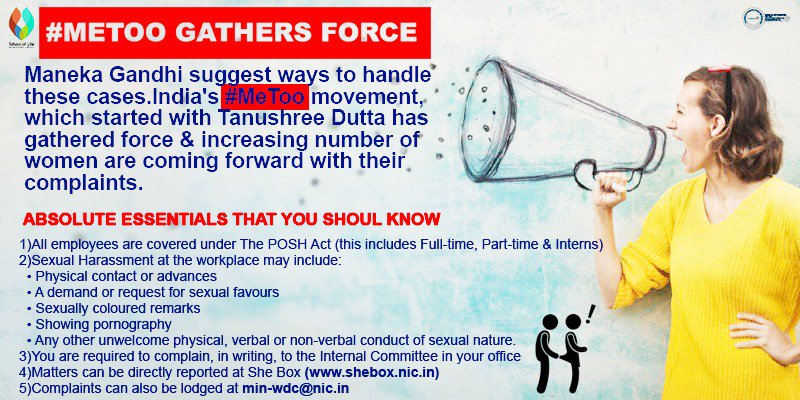 School of Life
#METOO GATHERS FORCE
Maneka Gandhi suggest ways to handle
these cases.India's #MeToo movement,
which started with Tanushree Dutta has
gathered force & increasing number of
women are coming forward with their
complaints.
ABSOLUTE ESSENTIALS THAT YOU SHOUL KNOW
1)All employees are covered under The POSH Act (this includes Full-time, Part-time & Interns)
2)Sexual Harassment at the workplace may include:
• Physical contact or advances
• A demand or request for sexual favours
• Sexually coloured remarks
• Showing pornography
• Any other unwelcome physical, verbal or non-verbal conduct of sexual nature.
3)You are required to complain, in writing, to the Internal Committee in your office
4)Matters can be directly reported at She Box (www.shebox.nic.in)
5)Complaints can also be lodged at min-wdc@nic.in
!